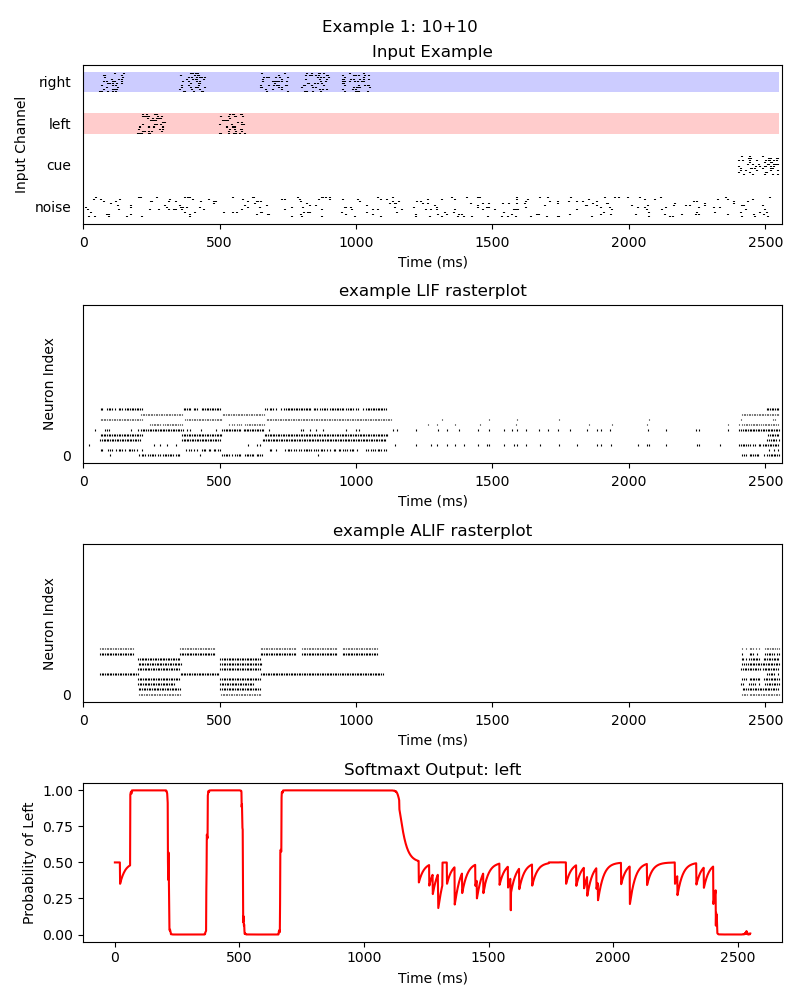 Example 1: 10+10
Input Example
Input Channel
right
left
cue
noise
0 500 1000 1500 2000 2500
Time (ms)
example LIF rasterplot
Neuron Index
0
0 500 1000 1500 2000 2500
Time (ms)
example ALIF rasterplot
Neuron Index
0
0 500 1000 1500 2000 2500
Time (ms)
Softmaxt Output: left
Probability of Left
1.00
0.75
0.50
0.25
0.00
0 500 1000 1500 2000 2500
Time (ms)